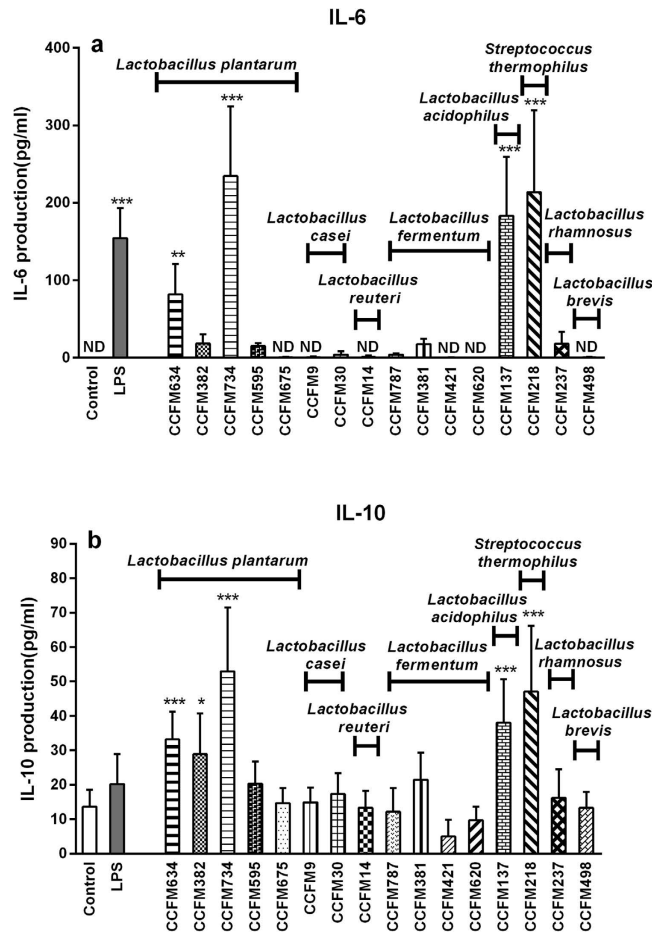 IL-6
a
IL-6 production(pg/ml)
400
300
200
100
0
Lactobacillus plantarum
Streptococcus
thermophilus
Lactobacillus
acidophilus
Lactobacillus
casei
Lactobacillus
fermentum
Lactobacillus
rhamnosus
Lactobacillus
reuteri
Lactobacillus
brevis
ND
***
**
***
ND
ND
ND
ND
ND
***
***
ND
Control
LPS
CCFM634
CCFM382
CCFM734
CCFM595
CCFM675
CCFM9
CCFM30
CCFM14
CCFM787
CCFM381
CCFM421
CCFM620
CCFM137
CCFM218
CCFM237
CCFM498
IL-10
b
IL-10 production(pg/ml)
90
80
70
60
50
40
30
20
10
0
Lactobacillus plantarum
Streptococcus
thermophilus
Lactobacillus
acidophilus
Lactobacillus
casei
Lactobacillus
fermentum
Lactobacillus
rhamnosus
Lactobacillus
reuteri
Lactobacillus
brevis
***
*
***
***
***
Control
LPS
CCFM634
CCFM382
CCFM734
CCFM595
CCFM675
CCFM9
CCFM30
CCFM14
CCFM787
CCFM381
CCFM421
CCFM620
CCFM137
CCFM218
CCFM237
CCFM498